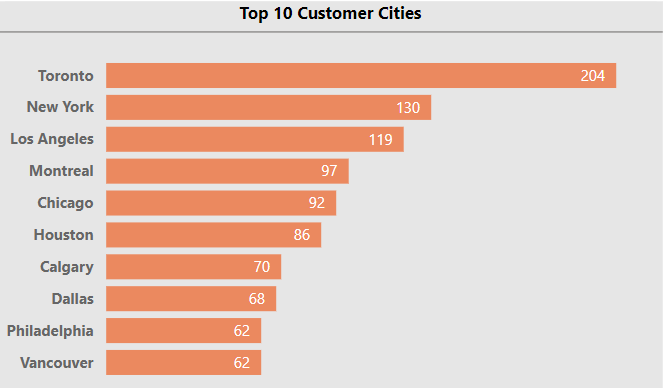 Top 10 Customer Cities
Toronto 204
New York 130
Los Angeles 119
Montreal 97
Chicago 92
Houston 86
Calgary 70
Dallas 68
Philadelphia 62
Vancouver 62